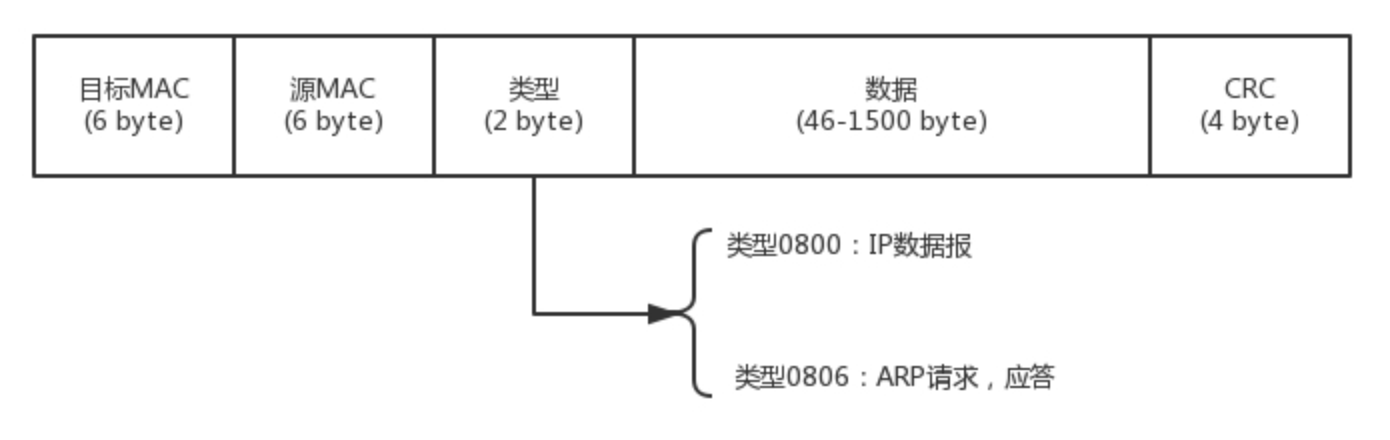 目标MAC
(6 byte)
源MAC
(6 byte)
类型
(2 byte)
数据
(46-1500 byte)
CRC
(4 byte)
类型0800：IP数据报
类型0806：ARP请求，应答